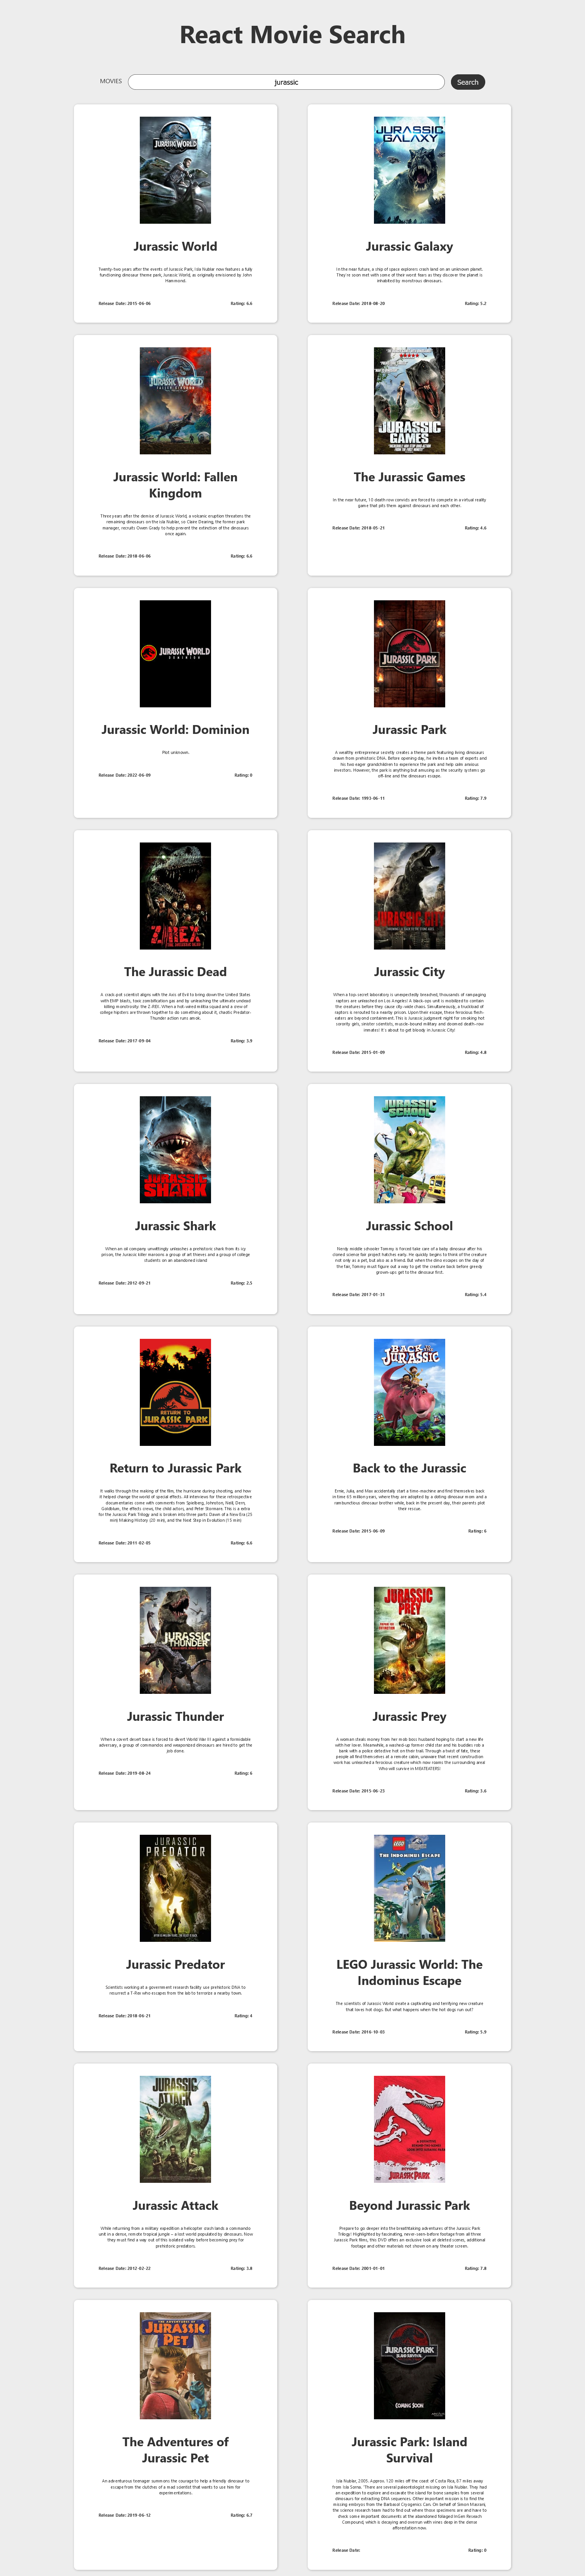 React Movie Search
MOVIES
Jurassic
Search
JURASSIC WORLD
Jurassic World
Twenty-two years after the events of Jurassic Park, Isla Nublar now features a fully
functioning dinosaur theme park, Jurassic World, as originally envisioned by John
Hammond.
Release Date: 2015-06-06
Rating: 6.6
JURASSIC
GALAXY
Jurassic Galaxy
In the near future, a ship of space explorers crash land on an unknown planet.
They're soon met with some of their worst fears as they discover the planet is
inhabited by monstrous dinosaurs.
Release Date: 2018-08-20
Rating: 5.2
JURASSIC WORLD
FALLEN KINGDOM
Jurassic World: Fallen
Kingdom
Three years after the demise of Jurassic World, a volcanic eruption threatens the
remaining dinosaurs on the isla Nublar, so Claire Dearing, the former park
manager, recruits Owen Grady to help prevent the extinction of the dinosaurs
once again.
Release Date: 2018-06-06
Rating: 6.6
JURASSIC
GAMES
The Jurassic Games
In the near future, 10 death row convicts are forced to compete in a virtual reality
game that pits them against dinosaurs and each other.
Release Date: 2018-05-21
Rating: 4.6
JURASSIC WORLD
DOMINION
Jurassic World: Dominion
Plot unknown.
Release Date: 2022-06-09
Rating: 0
JURASSIC PARK
Jurassic Park
A wealthy entrepreneur secretly creates a theme park featuring living dinosaurs
drawn from prehistoric DNA. Before opening day, he invites a team of experts and
his two eager grandchildren to experience the park and help calm anxious
investors. However, the park is anything but amusing as the security systems go
off-line and the dinosaurs escape.
Release Date: 1993-06-11
Rating: 7.9
Z/REX
The Jurassic Dead
A crack-pot scientist aligns with the Axis of Evil to bring down the United States
with EMP blasts, toxic zombification gas and by unleashing the ultimate undead
killing monstrosity: the Z-REX. When a hell-wired militia squad and a crew of
college hipsters are thrown together to do something about it, chaotic Predator-
Thunder action runs amok.
Release Date: 2017-09-04
Rating: 3.9
JURASSIC CITY
Jurassic City
When a top-secret laboratory is unexpectedly breached, thousands of rampaging
raptors are unleashed on Los Angeles! A black-ops unit is mobilized to contain
the creatures before they cause city-wide chaos. Simultaneously, a truckload of
raptors is rerouted to a nearby prison. Upon their escape, these ferocious flesh-
eaters are beyond containment. This is Jurassic Judgment night for smoking hot
sorority girls, sinister scientists, muscle-bound military and doomed death-row
inmates! It's about to get bloody in Jurassic City!
Release Date: 2015-01-09
Rating: 4.8
JURASSIC
SHARK
Jurassic Shark
When an oil company unwittingly unleashes a prehistoric shark from its icy
prison, the Jurassic killer maroons a group of art thieves and a group of college
students on an abandoned island
Release Date: 2012-09-21
Rating: 2.5
JURASSIC
SCHOOL
Jurassic School
Nerdy middle schooler Tommy is forced take care of a baby dinosaur after his
cloned science fair project hatches early. He quickly begins to think of the creature
not only as a pet, but also as a friend. But when the dino escapes on the day of
the fair, Tommy must figure out a way to get the creature back before greedy
grown-ups get to the dinosaur first.
Release Date: 2017-01-31
Rating: 5.4
RETURN TO
JURASSIC PARK
Return to Jurassic Park
It walks through the making of the film, the hurricane during shooting, and how
it helped change the world of special effects. All interviews for these retrospective
documentaries come with comments from Spielberg, Johnston, Neill, Dern,
Goldblum, the effects crews, the child actors, and Peter Stormare. This is a extra
for the Jurassic Park Trilogy and is broken into three parts: Dawn of a New Era (25
min) Making History (20 min), and the Next Step in Evolution (15 min)
Release Date: 2011-02-05
Rating: 6.6
BACK TO THE
JURASSIC
Back to the Jurassic
Ernie, Julia, and Max accidentally start a time-machine and find themselves back
in time 65 million years, where they are adopted by a doting dinosaur mom and a
rambunctious dinosaur brother while, back in the present day, their parents plot
their rescue.
Release Date: 2015-06-09
Rating: 6
JURASSIC
THUNDER
Jurassic Thunder
When a covert desert base is forced to divert World War III against a formidable
adversary, a group of commandos and weaponized dinosaurs are heed to get the
job done.
Release Date: 2019-08-24
Rating: 6
JURASSIC
PREY
Jurassic Prey
A woman steals money from her mob boss husband hoping to start a new life
with her lover. Meanwhile, a washed-up former child star and his buddies rob a
bank with a police detective hot on their trail. Through a twist of fate, these
people all find themselves at a remote cabin, unaware that recent construction
work has unleashed a ferocious creature which now roams the surrounding area!
Who will survive in MEATEATERS!
Release Date: 2015-06-23
Rating: 3.6
JURASSIC
PREDATOR
Jurassic Predator
Scientists working at a government research facility use prehistoric DNA to
resurrect a T-Rex who escapes from the lab to terrorize a nearby town.
Release Date: 2018-06-21
Rating: 4
LEGO
THE INDOMINUS ESCAPE
LEGO Jurassic World: The
Indominus Escape
The scientists of Jurassic World create a captivating and terrifying new creature
that loves hot dogs. But what happens when the hot dogs run out?
Release Date: 2016-10-03
Rating: 5.9
JURASSIC
ATTACK
Jurassic Attack
While returning from a military expedition a helicopter crash lands a commando
unit in a dense, remote tropical jungle – a lost world populated by dinosaurs. Now
they must find a way out of this isolated valley before becoming prey for
prehistoric predators.
Release Date: 2012-02-22
Rating: 3.8
BEYOND
JURASSIC PARK
Beyond Jurassic Park
Prepare to go deeper into the breathtaking adventures of the Jurassic Park
Trilogy! Highlighted by fascinating, never-seen-before footage from all three
Jurassic Park films, this DVD offers an exclusive look at deleted scenes, additional
footage and other materials not shown on any theater screen.
Release Date: 2001-01-01
Rating: 7.8
THE ADVENTURES OF
JURASSIC
PET
The Adventures of
Jurassic Pet
An adventurous teenager summons the courage to help a friendly dinosaur to
escape from the clutches of a mad scientist that wants to use him for
experimentations.
Release Date: 2019-06-12
Rating: 6.7
JURASSIC PARK
ISLAND SURVIVAL
COMING SOON
Jurassic Park: Island
Survival
Isla Nublar, 2005. Approx. 120 miles off the coast of Costa Rica, 87 miles away
from Isla Sorna. 'There are several paleontologist missing on Isla Nublar. They had
an expedition to explore and excavate the island for bone samples from several
dinosaurs for extracting DNA sequences. Other important mission is to find the
missing embryos from the Barbasol Cryogenics Can. On behalf of Simon Masrani,
the science research team had to find out where those specimens are and have to
check some important documents at the abandoned folaged InGen Reseach
Compound, which is decaying and overrun with vines deep in the dense
afforestation now.
Release Date:
Rating: 0